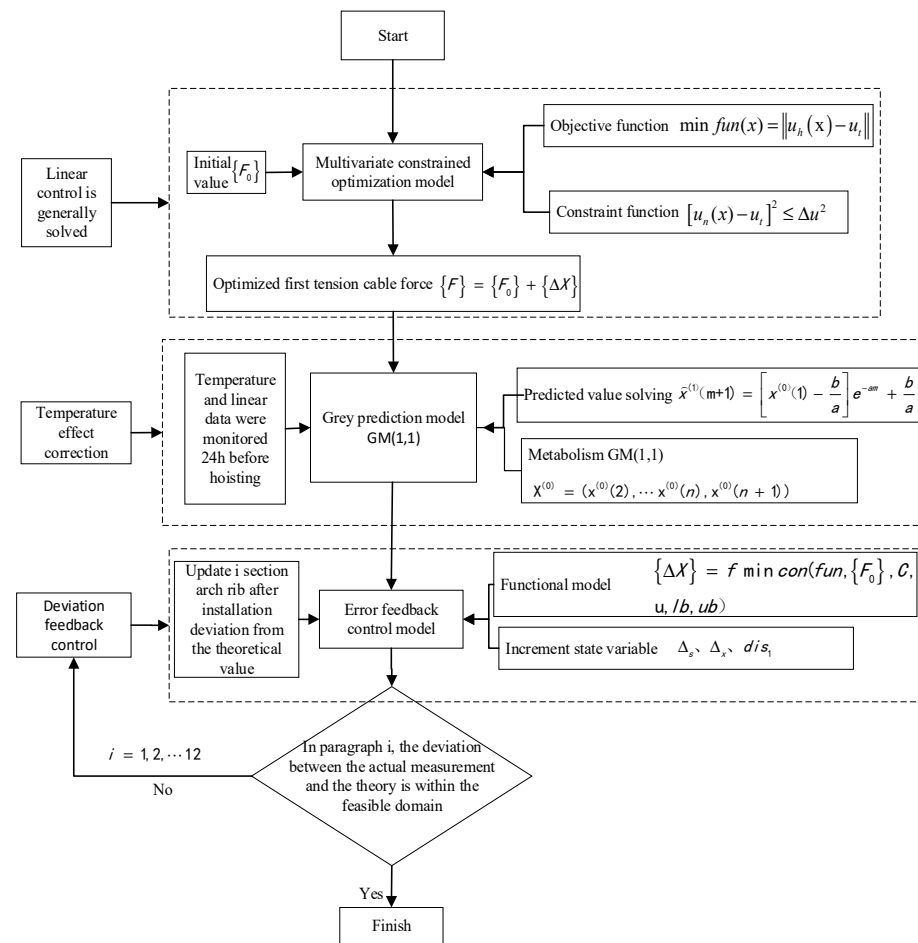 Start
Linear
control is
generally
solved
Initial
value {F₀}
Multivariate constrained
optimization model
Objective function min fun(x) = ‖u_h(x) − u_t‖
Constraint function [u_n(x) − u_t]² ≤ Δu²
Optimized first tension cable force {F} = {F₀} + {ΔX}
Temperature
effect
correction
Temperature
and linear
data were
monitored
24h before
hoisting
Grey prediction model
GM(1,1)
Predicted value solving x̂⁽¹⁾(m+1) = [x⁽⁰⁾(1) − b/a] e^{−am} + b/a
Metabolism GM(1,1)
X⁽⁰⁾ = (x⁽⁰⁾(2), ⋯ x⁽⁰⁾(n), x⁽⁰⁾(n + 1))
Deviation
feedback
control
Update i section
arch rib after
installation
deviation from
the theoretical
value
Error feedback
control model
Functional model {ΔX} = f min con(fun, {F₀}, C,
u, lb, ub)
Increment state variable Δ_s、Δ_x、dis₁
i = 1, 2, ⋯ 12
No
In paragraph i, the deviation
between the actual measurement
and the theory is within the
feasible domain
Yes
Finish